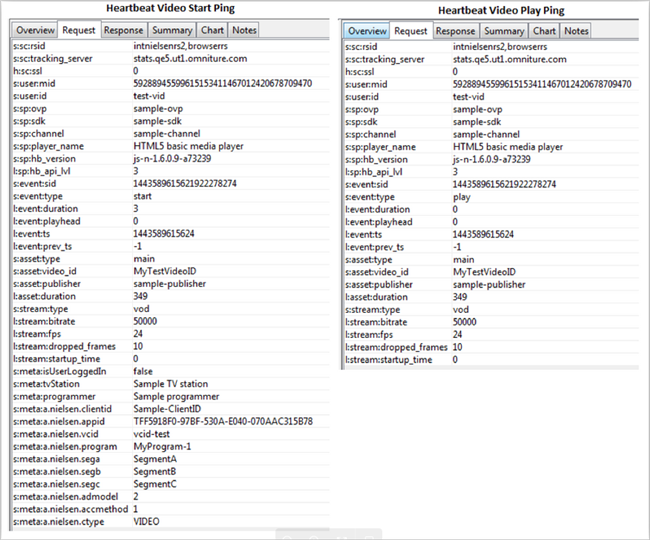 Heartbeat Video Start Ping
Overview Request Response Summary Chart Notes
s:sc:rsid intnielsenrs2,browserrs
s:sc:tracking_server stats.qe5.ut1.omniture.com
h:sc:ssl 0
s:user:mid 59288945599615153411467012420678709470
s:user:id test-vid
s:sp:ovp sample-ovp
s:sp:sdk sample-sdk
s:sp:channel sample-channel
s:sp:player_name HTML5 basic media player
s:sp:hb_version js-n-1.6.0.9-a73239
l:sp:hb_api_lvl 3
s:event:sid 1443589615621922278274
s:event:type start
l:event:duration 3
l:event:playhead 0
l:event:ts 1443589615624
l:event:prev_ts -1
s:asset:type main
s:asset:video_id MyTestVideoID
s:asset:publisher sample-publisher
l:asset:duration 349
s:stream:type vod
l:stream:bitrate 50000
l:stream:fps 24
l:stream:dropped_frames 10
l:stream:startup_time 0
s:meta:isUserLoggedIn false
s:meta:tvStation Sample TV station
s:meta:programmer Sample programmer
s:meta:a.nielsen.clientid Sample-ClientID
s:meta:a.nielsen.appid TFF5918F0-97BF-530A-E040-070AAC315B78
s:meta:a.nielsen.vcid vcid-test
s:meta:a.nielsen.program MyProgram-1
s:meta:a.nielsen.sega SegmentA
s:meta:a.nielsen.segb SegmentB
s:meta:a.nielsen.segc SegmentC
s:meta:a.nielsen.admodel 2
s:meta:a.nielsen.accmethod 1
s:meta:a.nielsen.ctype VIDEO
Heartbeat Video Play Ping
Overview Request Response Summary Chart Notes
s:sc:rsid intnielsenrs2,browserrs
s:sc:tracking_server stats.qe5.ut1.omniture.com
h:sc:ssl 0
s:user:mid 59288945599615153411467012420678709470
s:user:id test-vid
s:sp:ovp sample-ovp
s:sp:sdk sample-sdk
s:sp:channel sample-channel
s:sp:player_name HTML5 basic media player
s:sp:hb_version js-n-1.6.0.9-a73239
l:sp:hb_api_lvl 3
s:event:sid 1443589615621922278274
s:event:type play
l:event:duration 0
l:event:playhead 0
l:event:ts 1443589615624
l:event:prev_ts -1
s:asset:type main
s:asset:video_id MyTestVideoID
s:asset:publisher sample-publisher
l:asset:duration 349
s:stream:type vod
l:stream:bitrate 50000
l:stream:fps 24
l:stream:dropped_frames 10
l:stream:startup_time 0